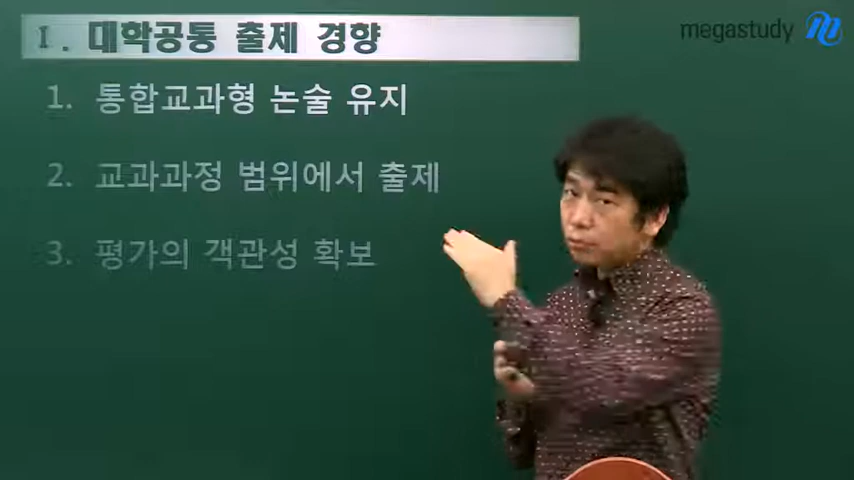 Ⅰ. 대학공통 출제 경향
megastudy
1. 통합교과형 논술 유지
2. 교과과정 범위에서 출제
3. 평가의 객관성 확보